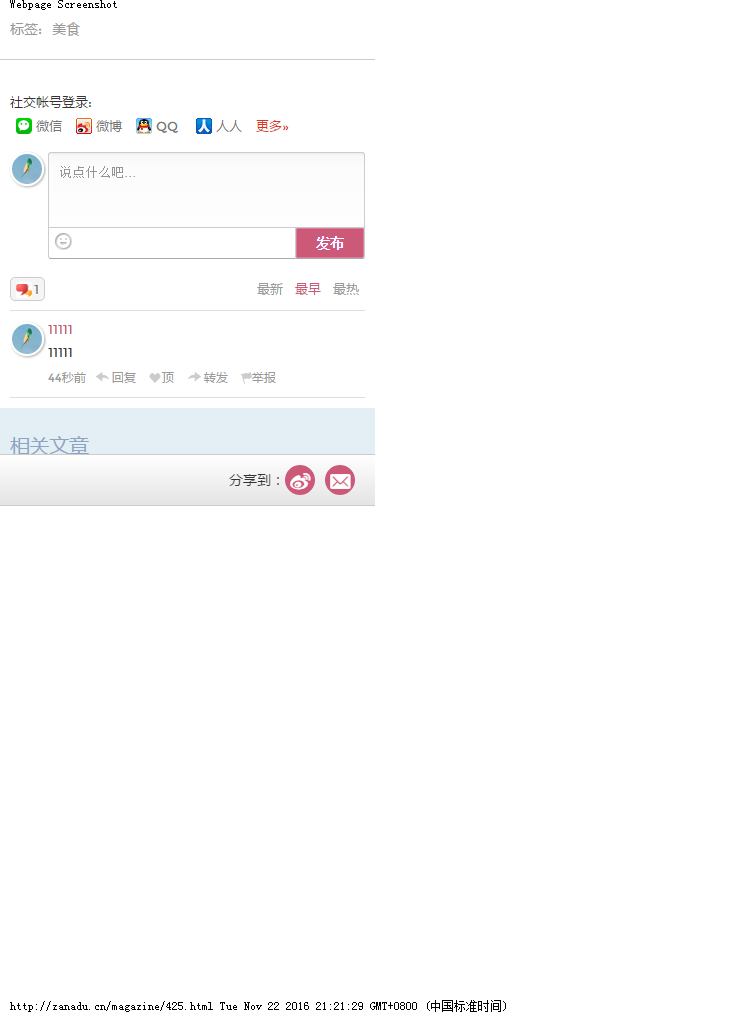 Webpage Screenshot
标签：美食
社交帐号登录:
微信 微博 QQ 人人 更多»
说点什么吧...
发布
1 最新 最早 最热
11111
11111
44秒前 回复 顶 转发 举报
相关文章
分享到：
http://zanadu.cn/magazine/425.html Tue Nov 22 2016 21:21:29 GMT+0800 (中国标准时间)